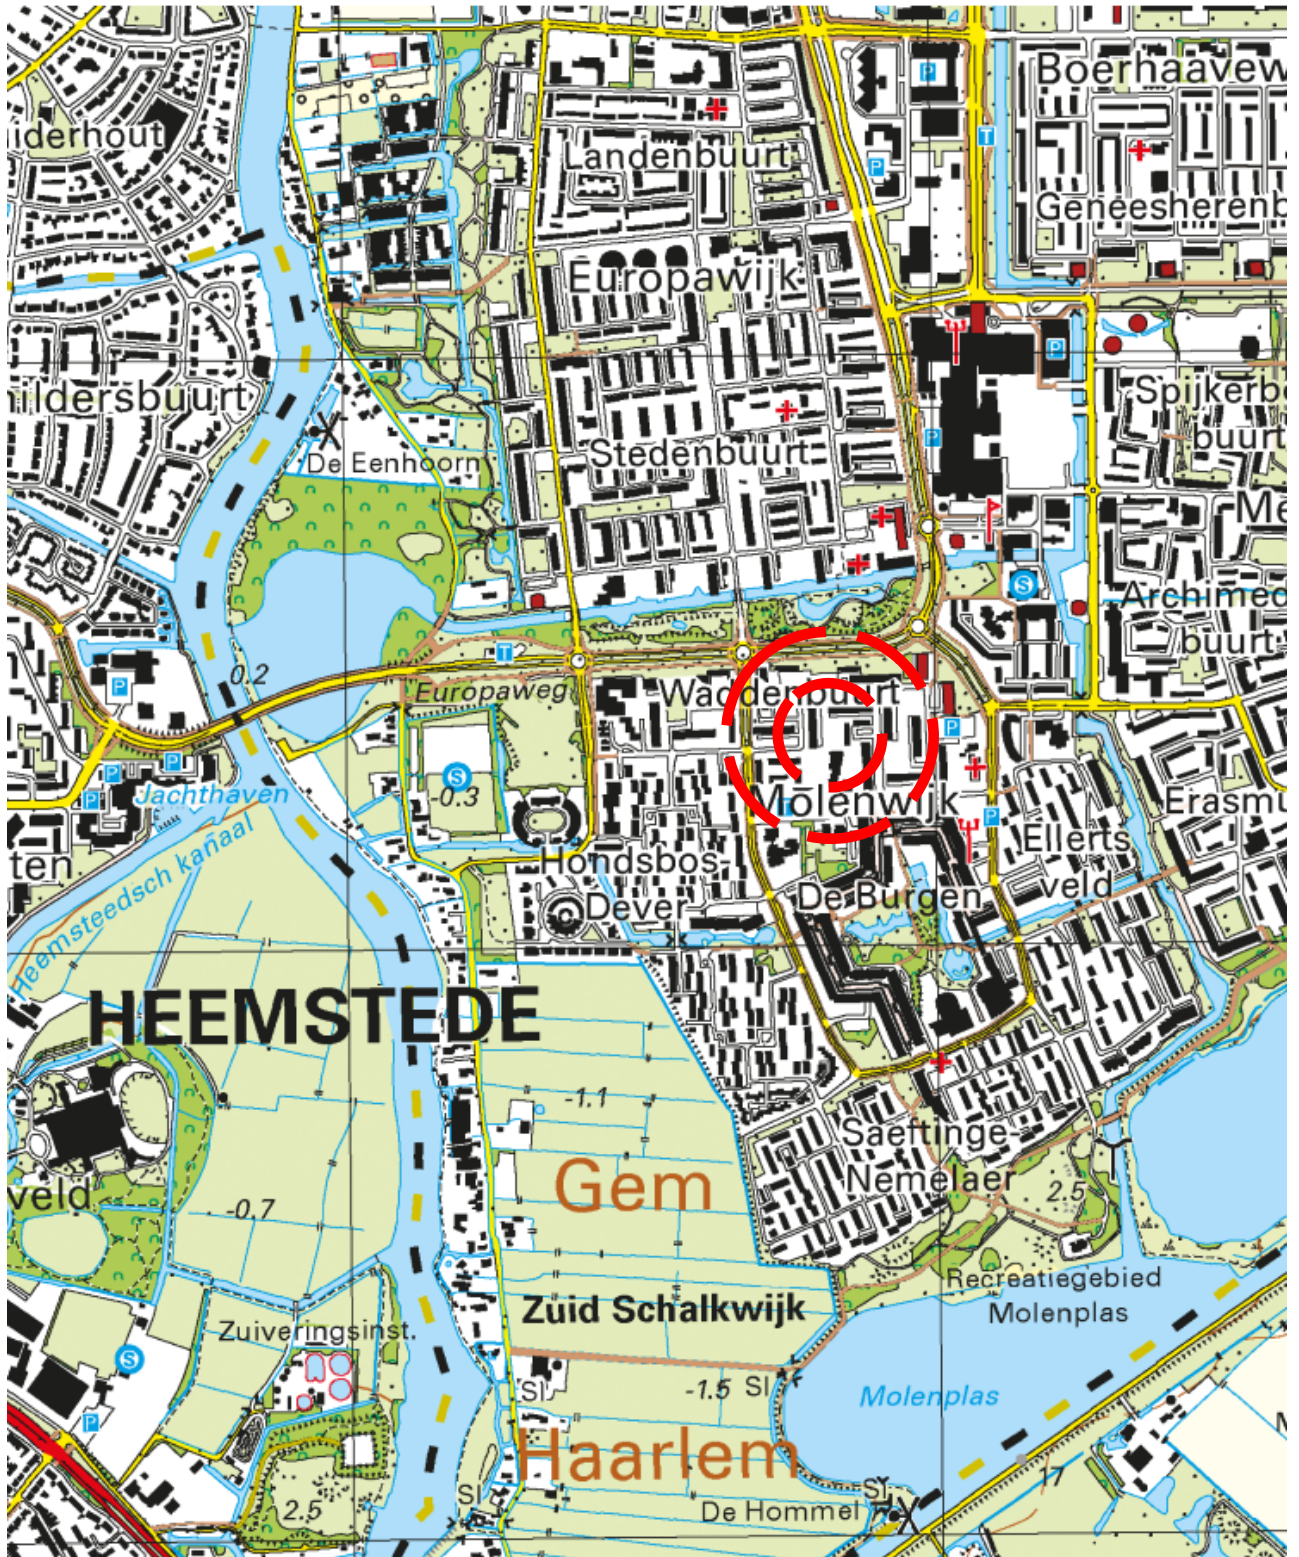 Boerhaavew
iderhout
Landenbuurt
P
T
P
Geneesherenb
Europawijk
P
hildersbuurt
Spijkerbo
buurt
P
Stedenbuurt
De Eenhoorn
Me
S
Archimed
buurt
T
0.2
P
Europaweg
Waddenbuurt
P
P
P
S
Jachthaven
-0.3
P
Molenwijk
Erasmu
P
Heemsteedsch kanaal
ten
Hondsbos-
Ellerts
veld
Dever
De Burgen
HEEMSTEDE
-1.1
Saeftinge-
Nemelaer
Gem
2.5
veld
-0.7
Recreatiegebied
Molenplas
Zuid Schalkwijk
Zuiveringsinst.
S
Sl
-1.5
Sl
Molenplas
P
Haarlem
17
Sl
Sl
De Hommel
2.5